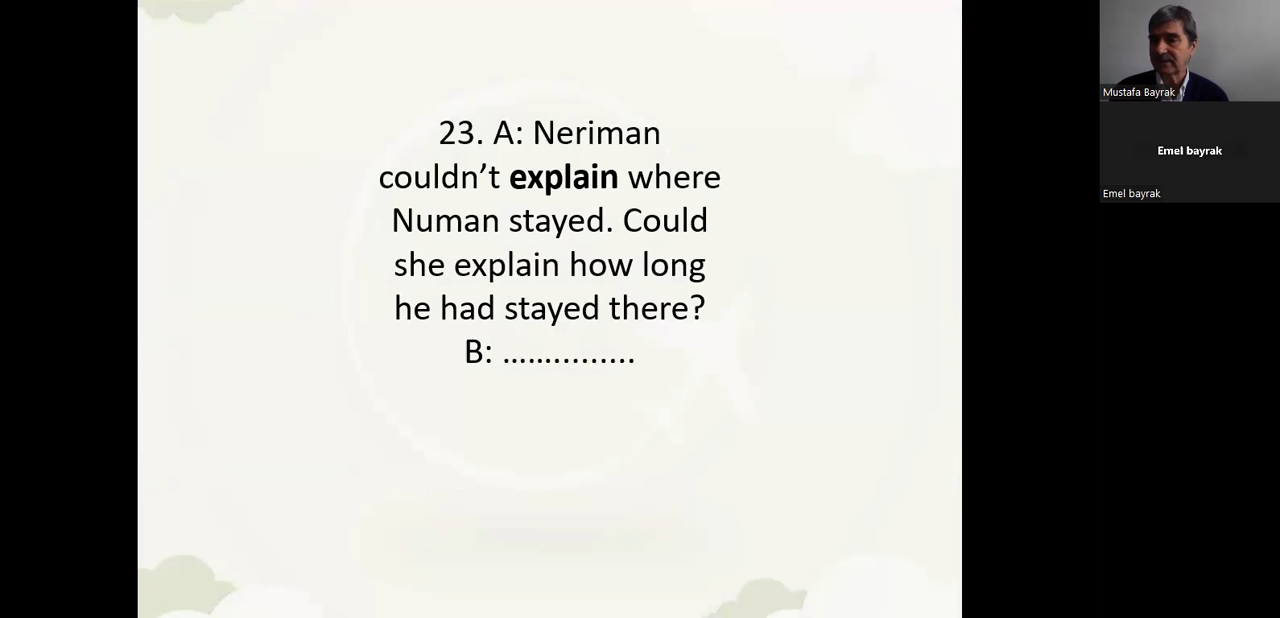 23. A: Neriman
couldn’t explain where
Numan stayed. Could
she explain how long
he had stayed there?
B: ...............
Mustafa Bayrak
Emel bayrak
Emel bayrak